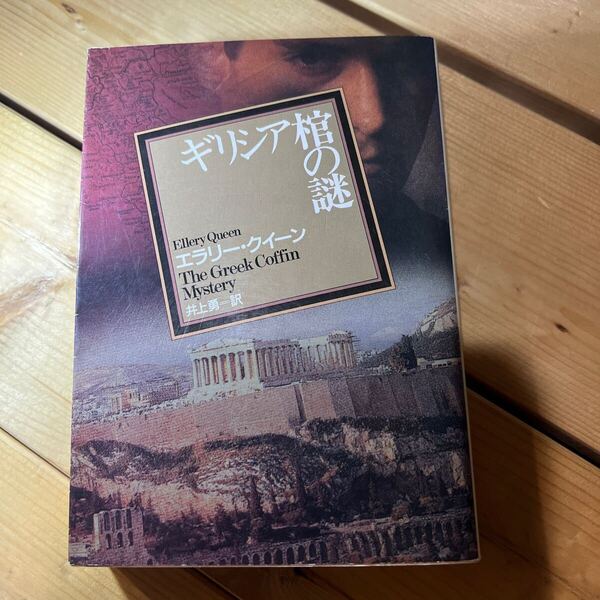 ギリシア棺の謎
Ellery Queen
エラリー・クイーン
The Greek Coffin
Mystery
井上勇―訳